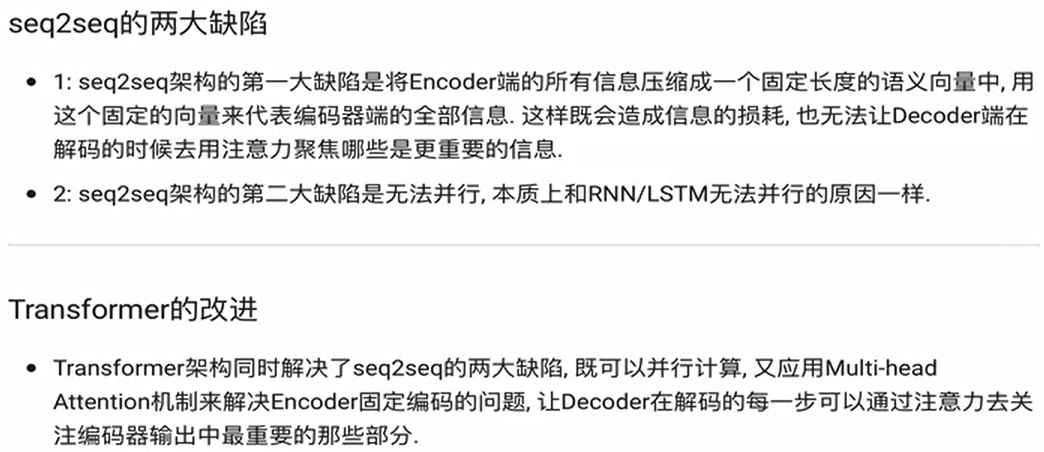 seq2seq的两大缺陷
• 1: seq2seq架构的第一大缺陷是将Encoder端的所有信息压缩成一个固定长度的语义向量中, 用
这个固定的向量来代表编码器端的全部信息. 这样既会造成信息的损耗, 也无法让Decoder端在
解码的时候去用注意力聚焦哪些是更重要的信息.
• 2: seq2seq架构的第二大缺陷是无法并行, 本质上和RNN/LSTM无法并行的原因一样.
Transformer的改进
• Transformer架构同时解决了seq2seq的两大缺陷, 既可以并行计算, 又应用Multi-head
Attention机制来解决Encoder固定编码的问题, 让Decoder在解码的每一步可以通过注意力去关
注编码器输出中最重要的那些部分.